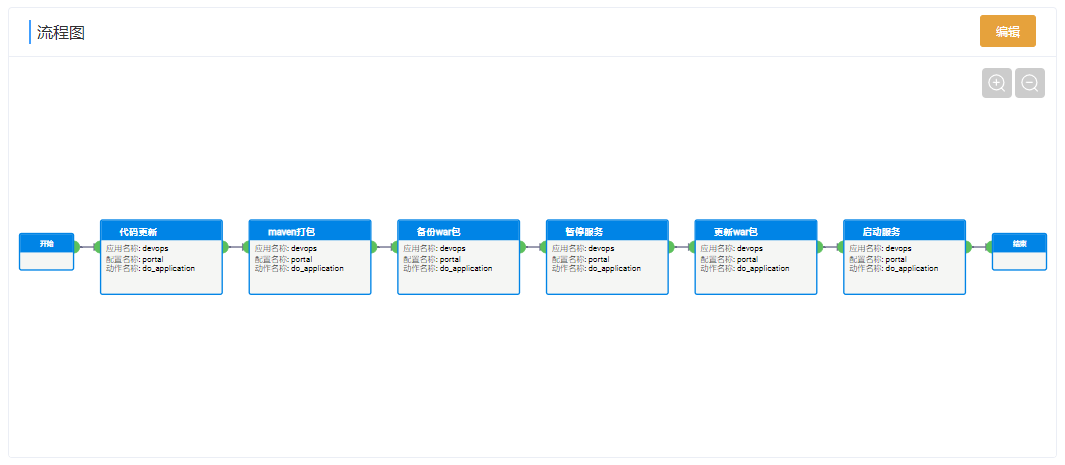 流程图
编辑
开始
代码更新
应用名称: devops
配置名称: portal
动作名称: do_application
maven打包
应用名称: devops
配置名称: portal
动作名称: do_application
备份war包
应用名称: devops
配置名称: portal
动作名称: do_application
暂停服务
应用名称: devops
配置名称: portal
动作名称: do_application
更新war包
应用名称: devops
配置名称: portal
动作名称: do_application
启动服务
应用名称: devops
配置名称: portal
动作名称: do_application
结束